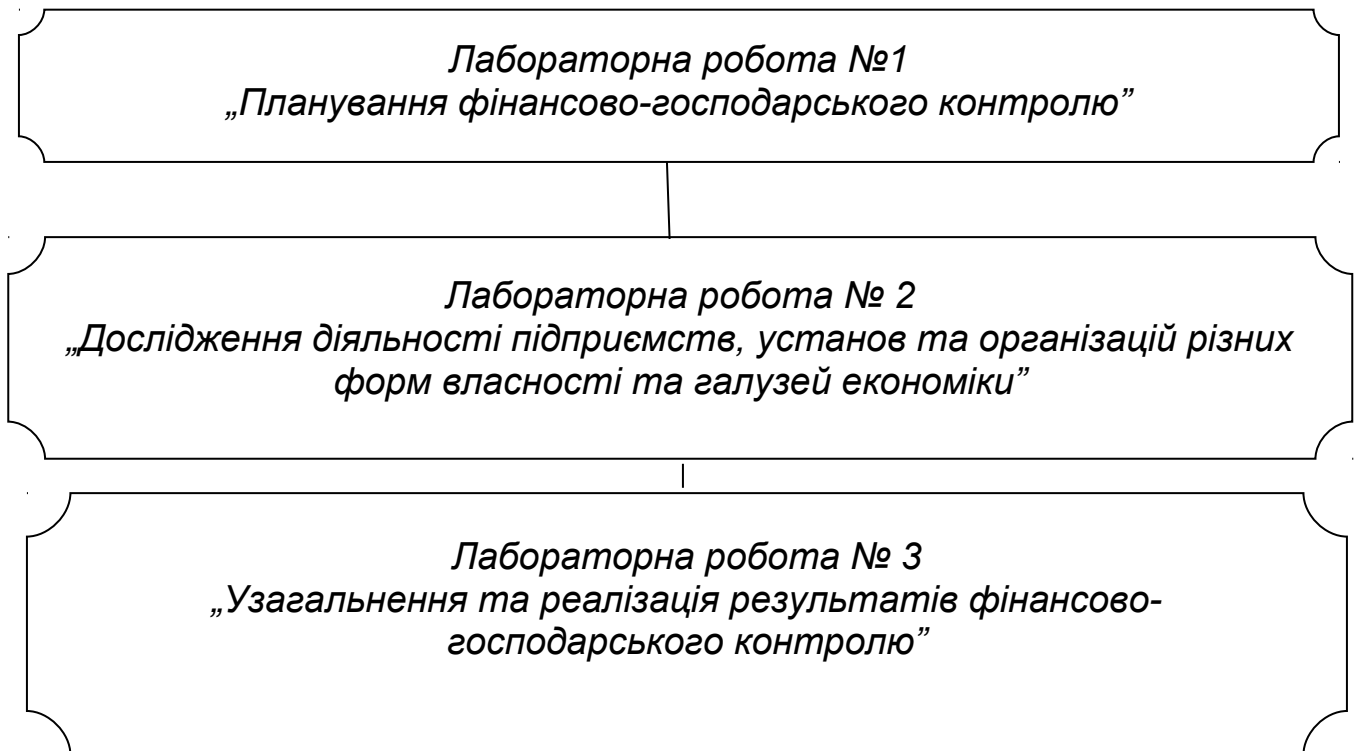 Лабораторна робота №1
„Планування фінансово-господарського контролю”
Лабораторна робота № 2
„Дослідження діяльності підприємств, установ та організацій різних
форм власності та галузей економіки”
Лабораторна робота № 3
„Узагальнення та реалізація результатів фінансово-
господарського контролю”